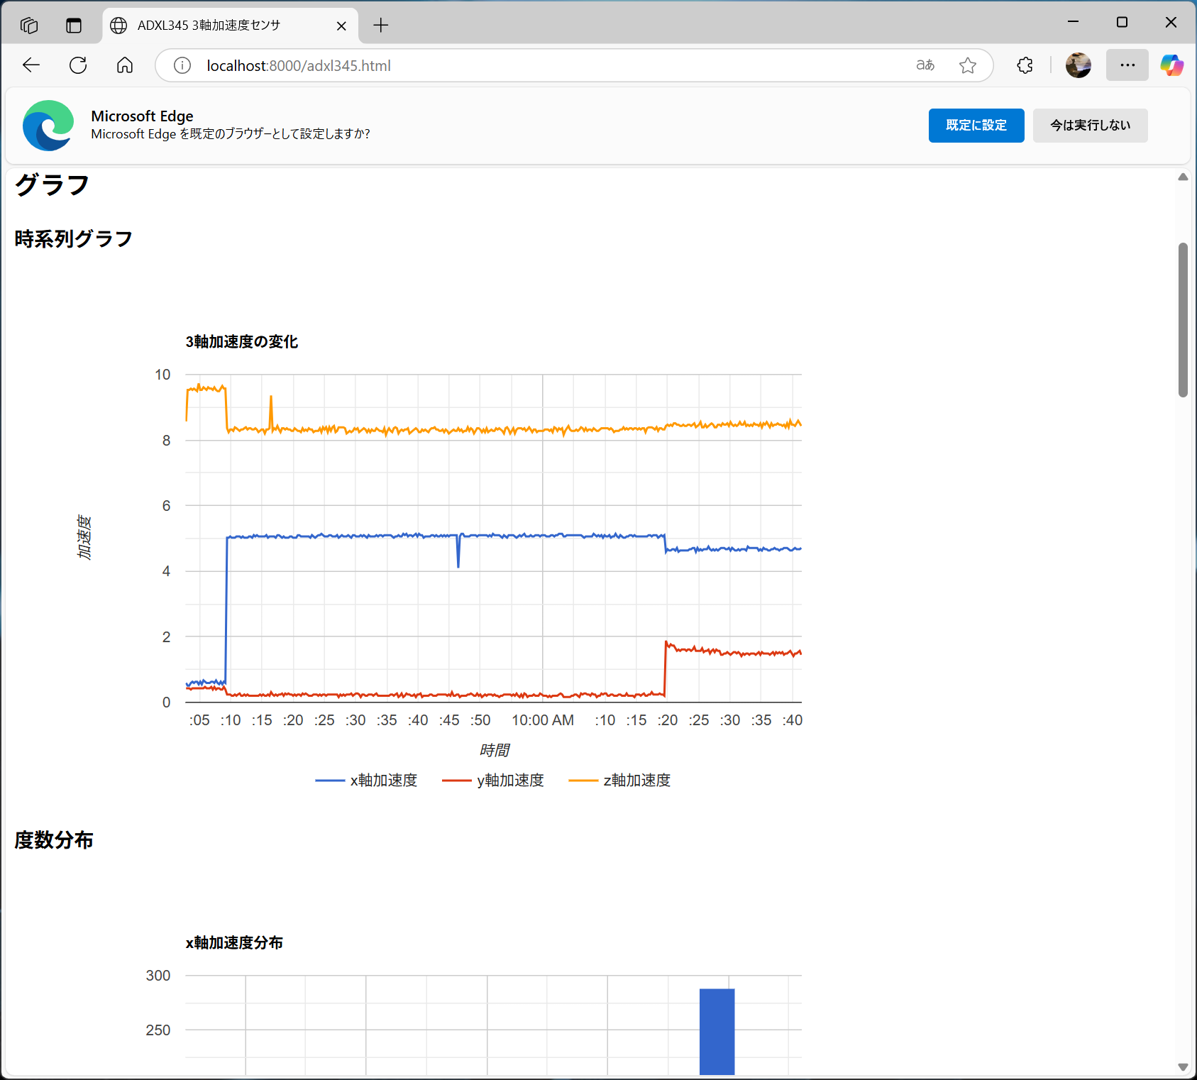 ADXL345 3軸加速度センサ
localhost:8000/adxl345.html
aあ
Microsoft Edge
Microsoft Edge を既定のブラウザーとして設定しますか?
既定に設定
今は実行しない
グラフ
時系列グラフ
3軸加速度の変化
10
8
6
4
2
0
加速度
:05 :10 :15 :20 :25 :30 :35 :40 :45 :50 10:00 AM :10 :15 :20 :25 :30 :35 :40
時間
x軸加速度 y軸加速度 z軸加速度
度数分布
x軸加速度分布
300
250